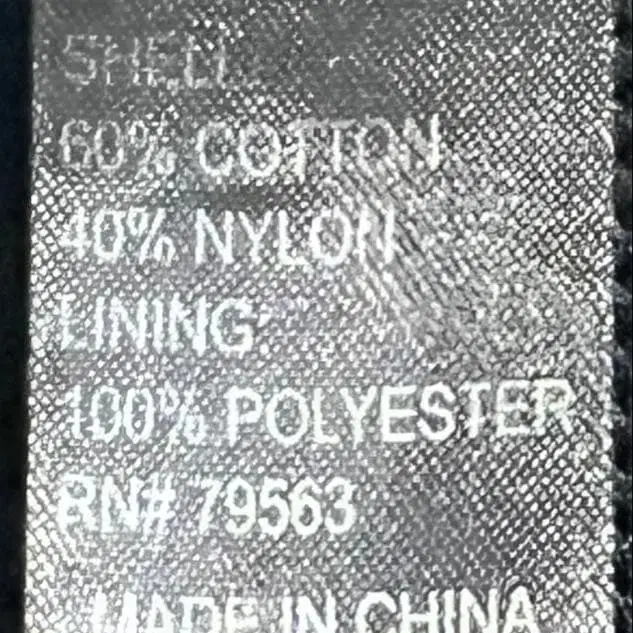 SHELL
60% COTTON
40% NYLON
LINING
100% POLYESTER
RN# 79563
MADE IN CHINA